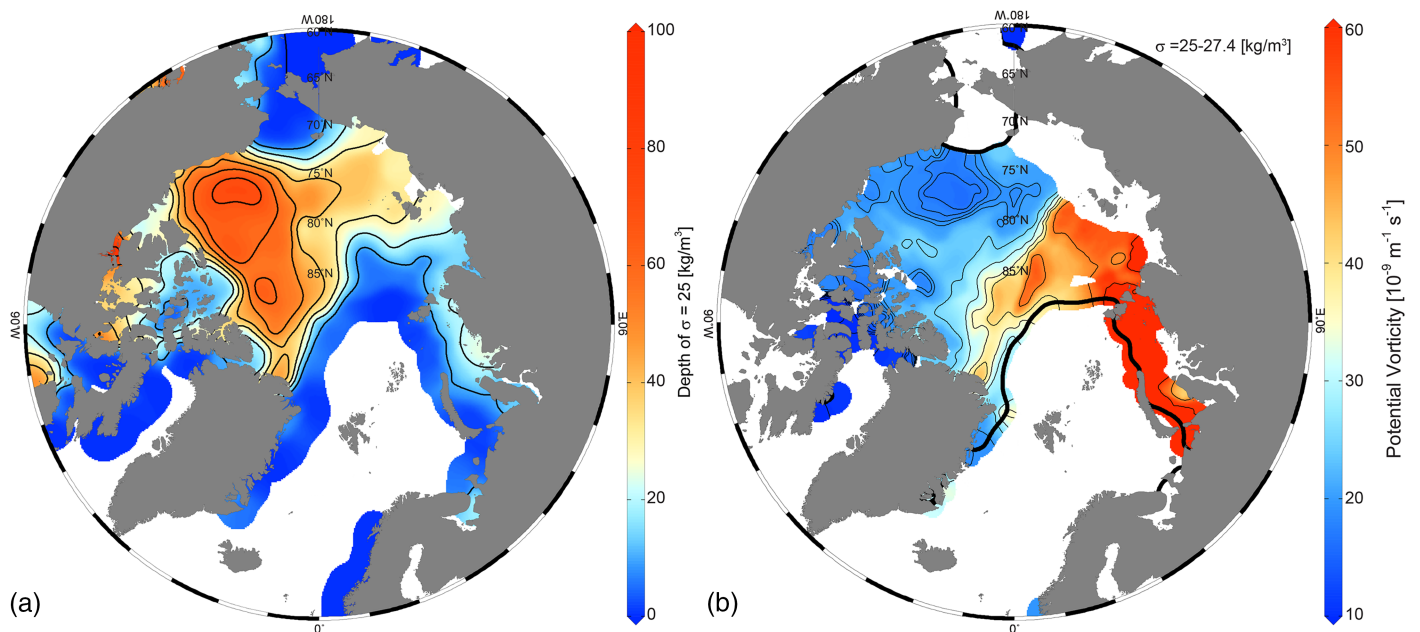 180°W
60°N
65°N
70°N
75°N
80°N
85°N
90°W
90°E
0°
(a)
100
80
60
40
20
0
Depth of σ = 25 [kg/m³]
180°W
60°N
σ =25-27.4 [kg/m³]
65°N
70°N
75°N
80°N
85°N
90°W
90°E
0°
(b)
60
50
40
30
20
10
Potential Vorticity [10⁻⁹ m⁻¹ s⁻¹]